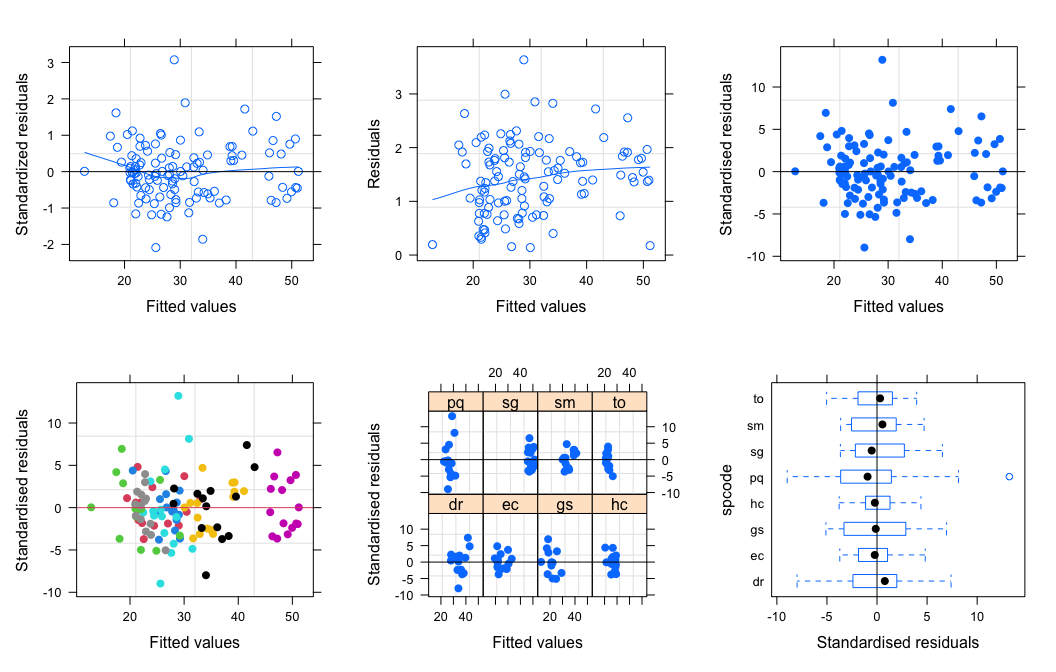 Standardized residuals
3
2
1
0
-1
-2
20 30 40 50
Fitted values
Residuals
3
2
1
0
20 30 40 50
Fitted values
Standardised residuals
10
5
0
-5
-10
20 30 40 50
Fitted values
Standardised residuals
10
5
0
-5
-10
20 30 40 50
Fitted values
Standardised residuals
20 40 20 40
pq sg sm to
10
5
0
-5
-10
dr ec gs hc
10
5
0
-5
-10
20 40 20 40
Fitted values
spcode
to
sm
sg
pq
hc
gs
ec
dr
-10 -5 0 5 10
Standardised residuals